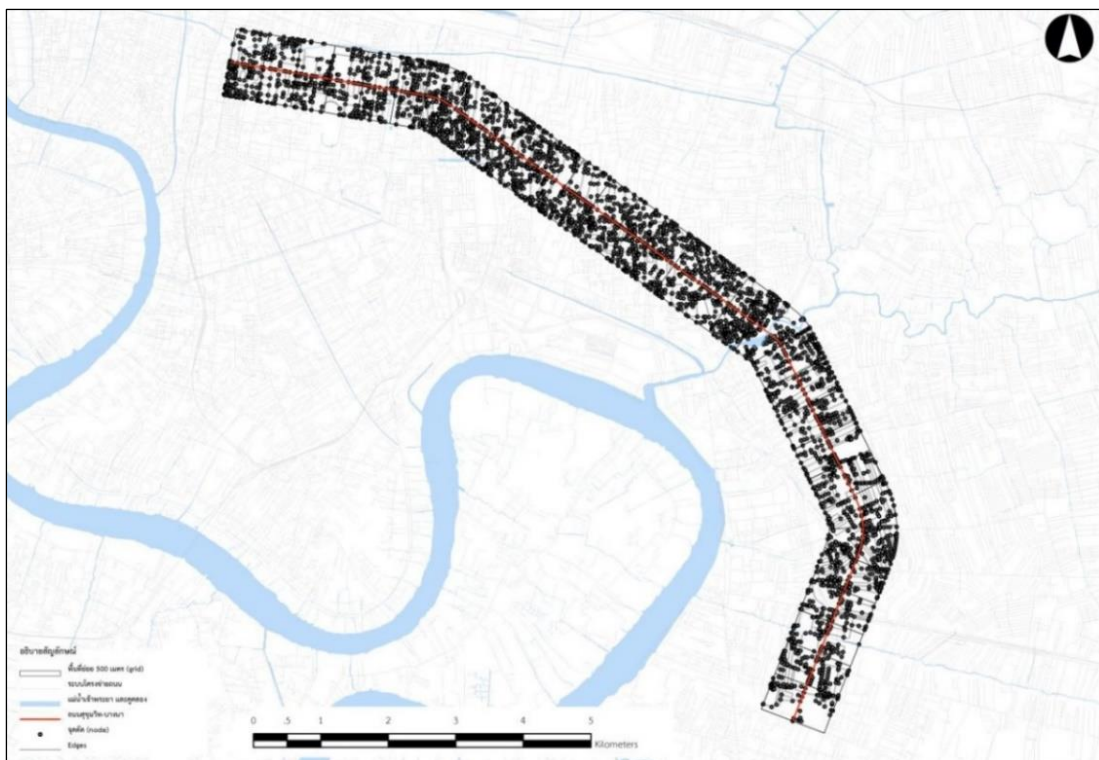 0 .5 1 2 3 4 5
Kilometers
อธิบายสัญลักษณ์
พื้นที่ย่อย 500 เมตร (grid)
ระบบโครงข่ายถนน
แม่น้ำเจ้าพระยา และคูคลอง
ถนนสุขุมวิท-บางนา
จุดตัด (node)
Edges